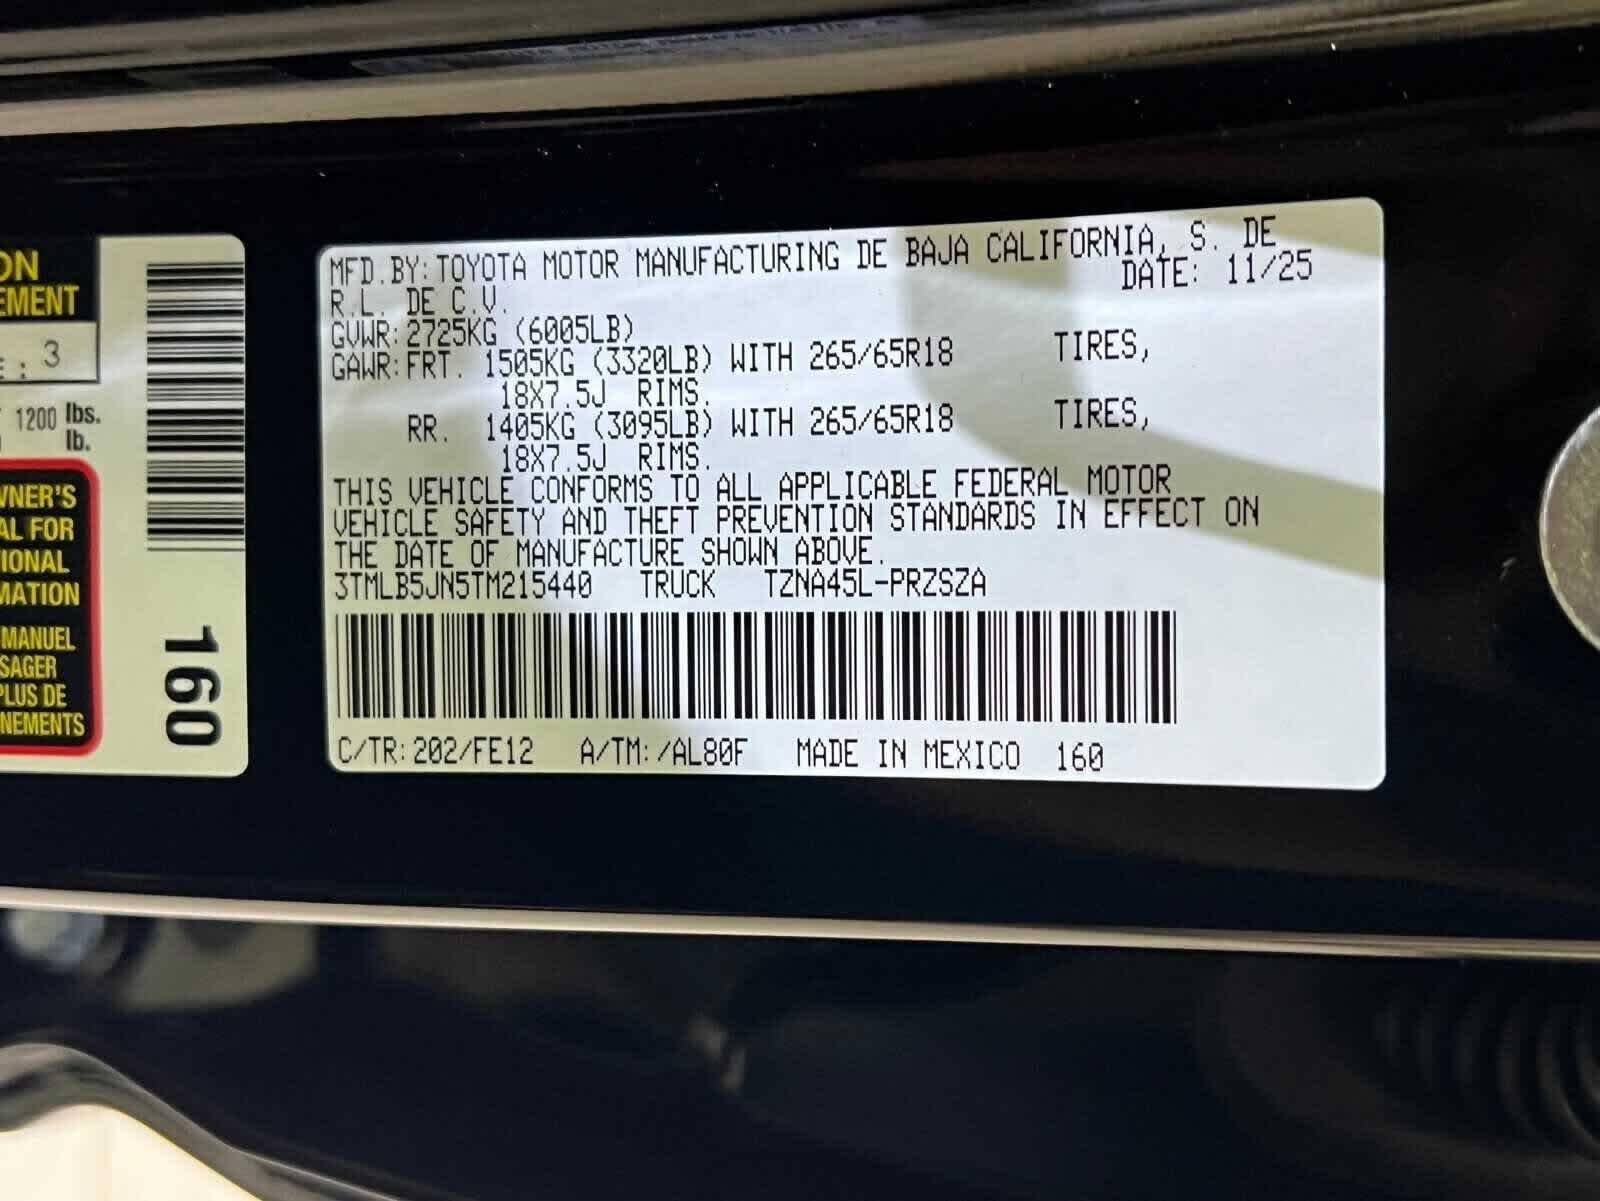 ON
EMENT
E: 3
1200 lbs.
lb.
WNER'S
AL FOR
IONAL
MATION
MANUEL
SAGER
PLUS DE
NEMENTS
160
MFD.BY:TOYOTA MOTOR MANUFACTURING DE BAJA CALIFORNIA, S. DE
R.L. DE C.V. DATE: 11/25
GVWR:2725KG (6005LB)
GAWR:FRT. 1505KG (3320LB) WITH 265/65R18 TIRES,
18X7.5J RIMS.
RR. 1405KG (3095LB) WITH 265/65R18 TIRES,
18X7.5J RIMS.
THIS VEHICLE CONFORMS TO ALL APPLICABLE FEDERAL MOTOR
VEHICLE SAFETY AND THEFT PREVENTION STANDARDS IN EFFECT ON
THE DATE OF MANUFACTURE SHOWN ABOVE.
3TMLB5JN5TM215440 TRUCK TZNA45L-PRZSZA
C/TR:202/FE12 A/TM:/AL80F MADE IN MEXICO 160